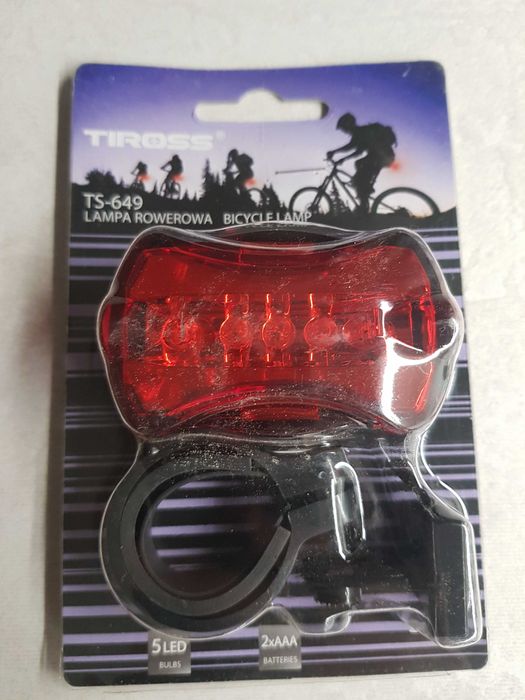 TIROSS®
TS-649
LAMPA ROWEROWA BICYCLE LAMP
5 LED
BULBS
2xAAA
BATTERIES